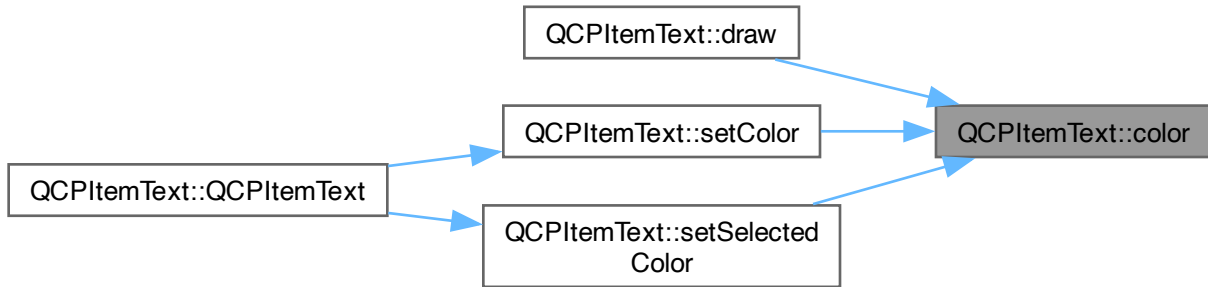 QCPItemText::draw
QCPItemText::setColor
QCPItemText::color
QCPItemText::QCPItemText
QCPItemText::setSelected
Color